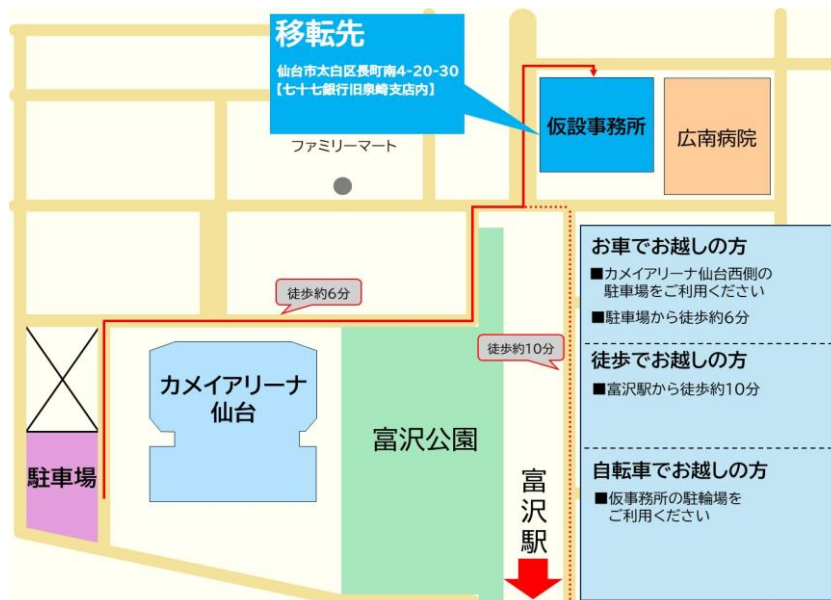 移転先
仙台市太白区長町南4-20-30
【七十七銀行旧泉崎支店内】
ファミリーマート
仮設事務所
広南病院
徒歩約6分
徒歩約10分
カメイアリーナ
仙台
駐車場
富沢公園
富沢駅
お車でお越しの方
■カメイアリーナ仙台西側の
駐車場をご利用ください
■駐車場から徒歩約6分
徒歩でお越しの方
■富沢駅から徒歩約10分
自転車でお越しの方
■仮事務所の駐輪場を
ご利用ください